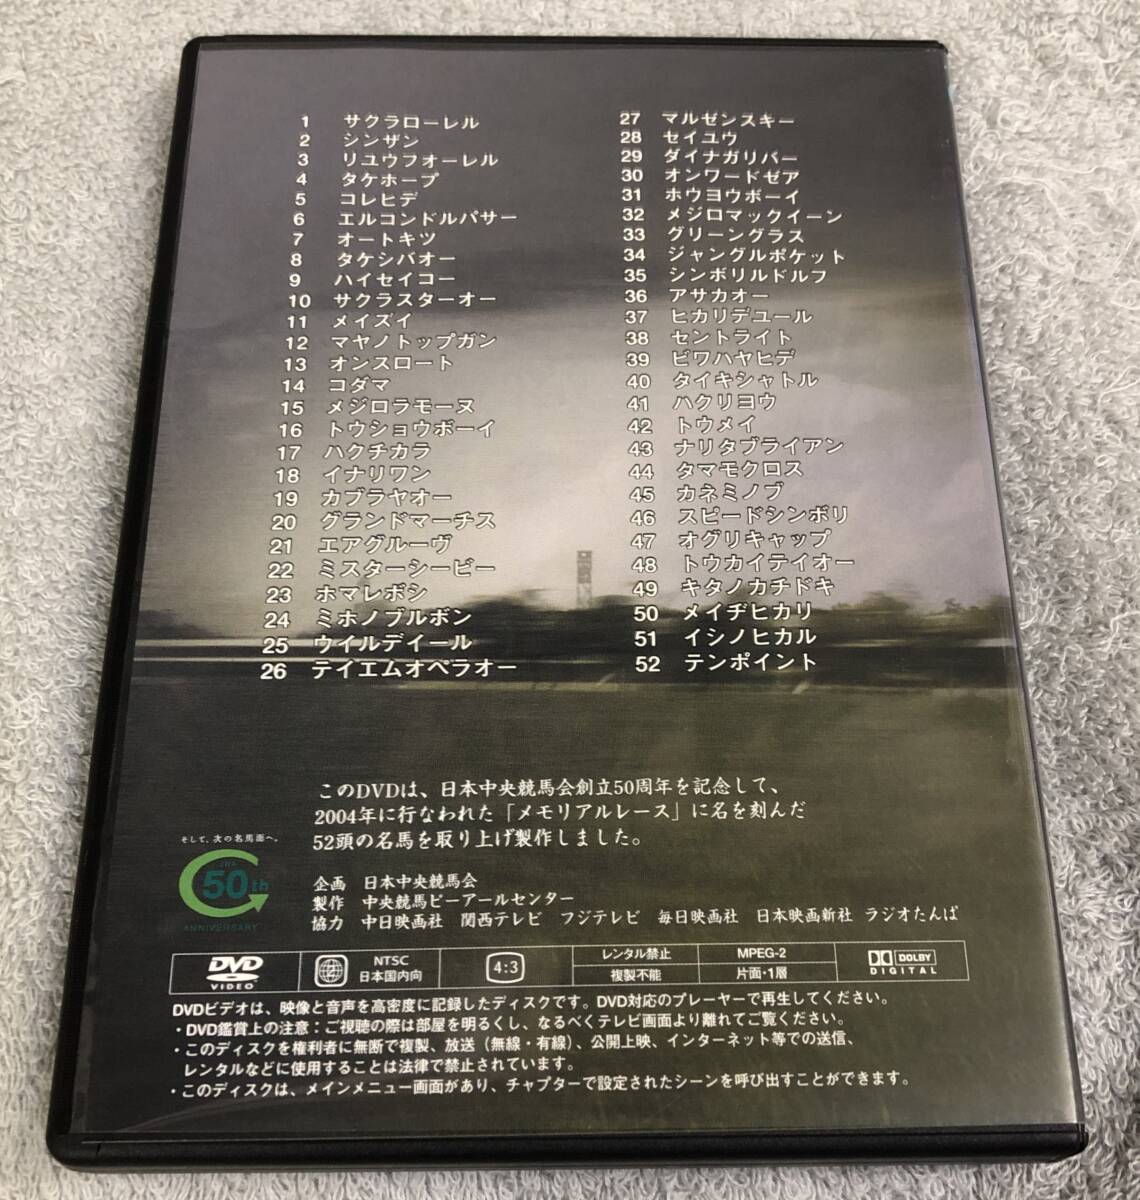 1 サクラローレル
2 シンザン
3 リユウフオーレル
4 タケホープ
5 コレヒデ
6 エルコンドルパサー
7 オートキツ
8 タケシバオー
9 ハイセイコー
10 サクラスターオー
11 メイズイ
12 マヤノトップガン
13 オンスロート
14 コダマ
15 メジロラモーヌ
16 トウショウボーイ
17 ハクチカラ
18 イナリワン
19 カブラヤオー
20 グランドマーチス
21 エアグルーヴ
22 ミスターシービー
23 ホマレボシ
24 ミホノブルボン
25 ウイルデイール
26 テイエムオペラオー
27 マルゼンスキー
28 セイユウ
29 ダイナガリバー
30 オンワードゼア
31 ホウヨウボーイ
32 メジロマックイーン
33 グリーングラス
34 ジャングルポケット
35 シンボリルドルフ
36 アサカオー
37 ヒカリデユール
38 セントライト
39 ビワハヤヒデ
40 タイキシャトル
41 ハクリヨウ
42 トウメイ
43 ナリタブライアン
44 タマモクロス
45 カネミノブ
46 スピードシンボリ
47 オグリキャップ
48 トウカイテイオー
49 キタノカチドキ
50 メイヂヒカリ
51 イシノヒカル
52 テンポイント
このDVDは、日本中央競馬会創立50周年を記念して、
2004年に行なわれた「メモリアルレース」に名を刻んだ
52頭の名馬を取り上げ製作しました。
そして、次の名馬面へ。
JRA
50th
ANNIVERSARY
企画 日本中央競馬会
製作 中央競馬ピーアールセンター
協力 中日映画社 関西テレビ フジテレビ 毎日映画社 日本映画新社 ラジオたんぱ
DVD VIDEO
2
NTSC
日本国内向
4:3
レンタル禁止
複製不能
MPEG-2
片面・1層
DOLBY
DIGITAL
DVDビデオは、映像と音声を高密度に記録したディスクです。DVD対応のプレーヤーで再生してください。
・DVD鑑賞上の注意：ご視聴の際は部屋を明るくし、なるべくテレビ画面より離れてご覧ください。
・このディスクを権利者に無断で複製、放送（無線・有線）、公開上映、インターネット等での送信、
レンタルなどに使用することは法律で禁止されています。
・このディスクは、メインメニュー画面があり、チャプターで設定されたシーンを呼び出すことができます。